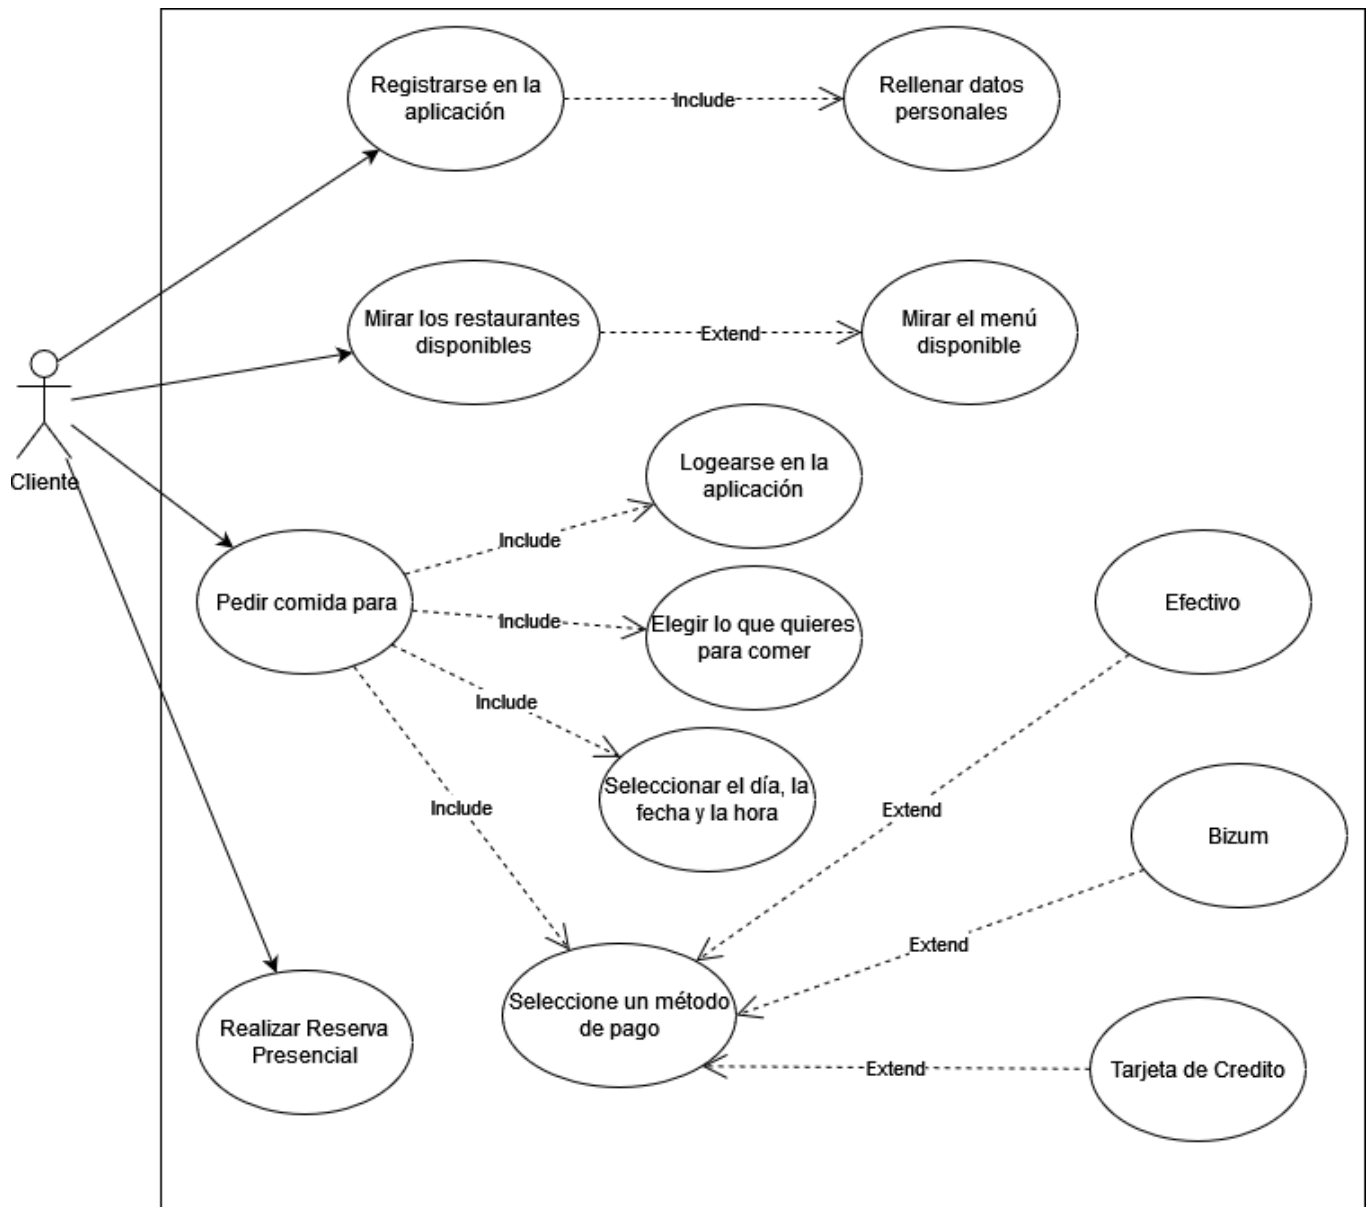 Registrarse en la
aplicación
Include
Rellenar datos
personales
Mirar los restaurantes
disponibles
Extend
Mirar el menú
disponible
Cliente
Logearse en la
aplicación
Include
Pedir comida para
Include
Elegir lo que quieres
para comer
Efectivo
Include
Seleccionar el día, la
fecha y la hora
Include
Extend
Bizum
Extend
Seleccione un método
de pago
Realizar Reserva
Presencial
Extend
Tarjeta de Credito